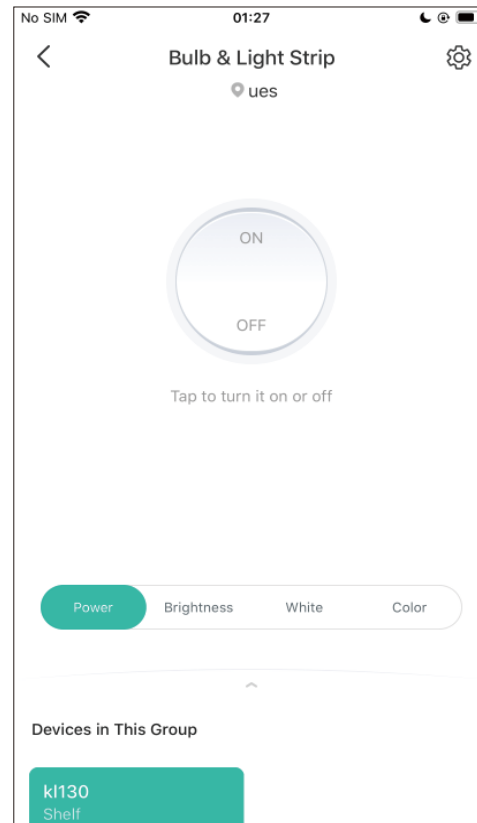 No SIM 01:27
Bulb & Light Strip
ues
ON
OFF
Tap to turn it on or off
Power Brightness White Color
Devices in This Group
kl130
Shelf